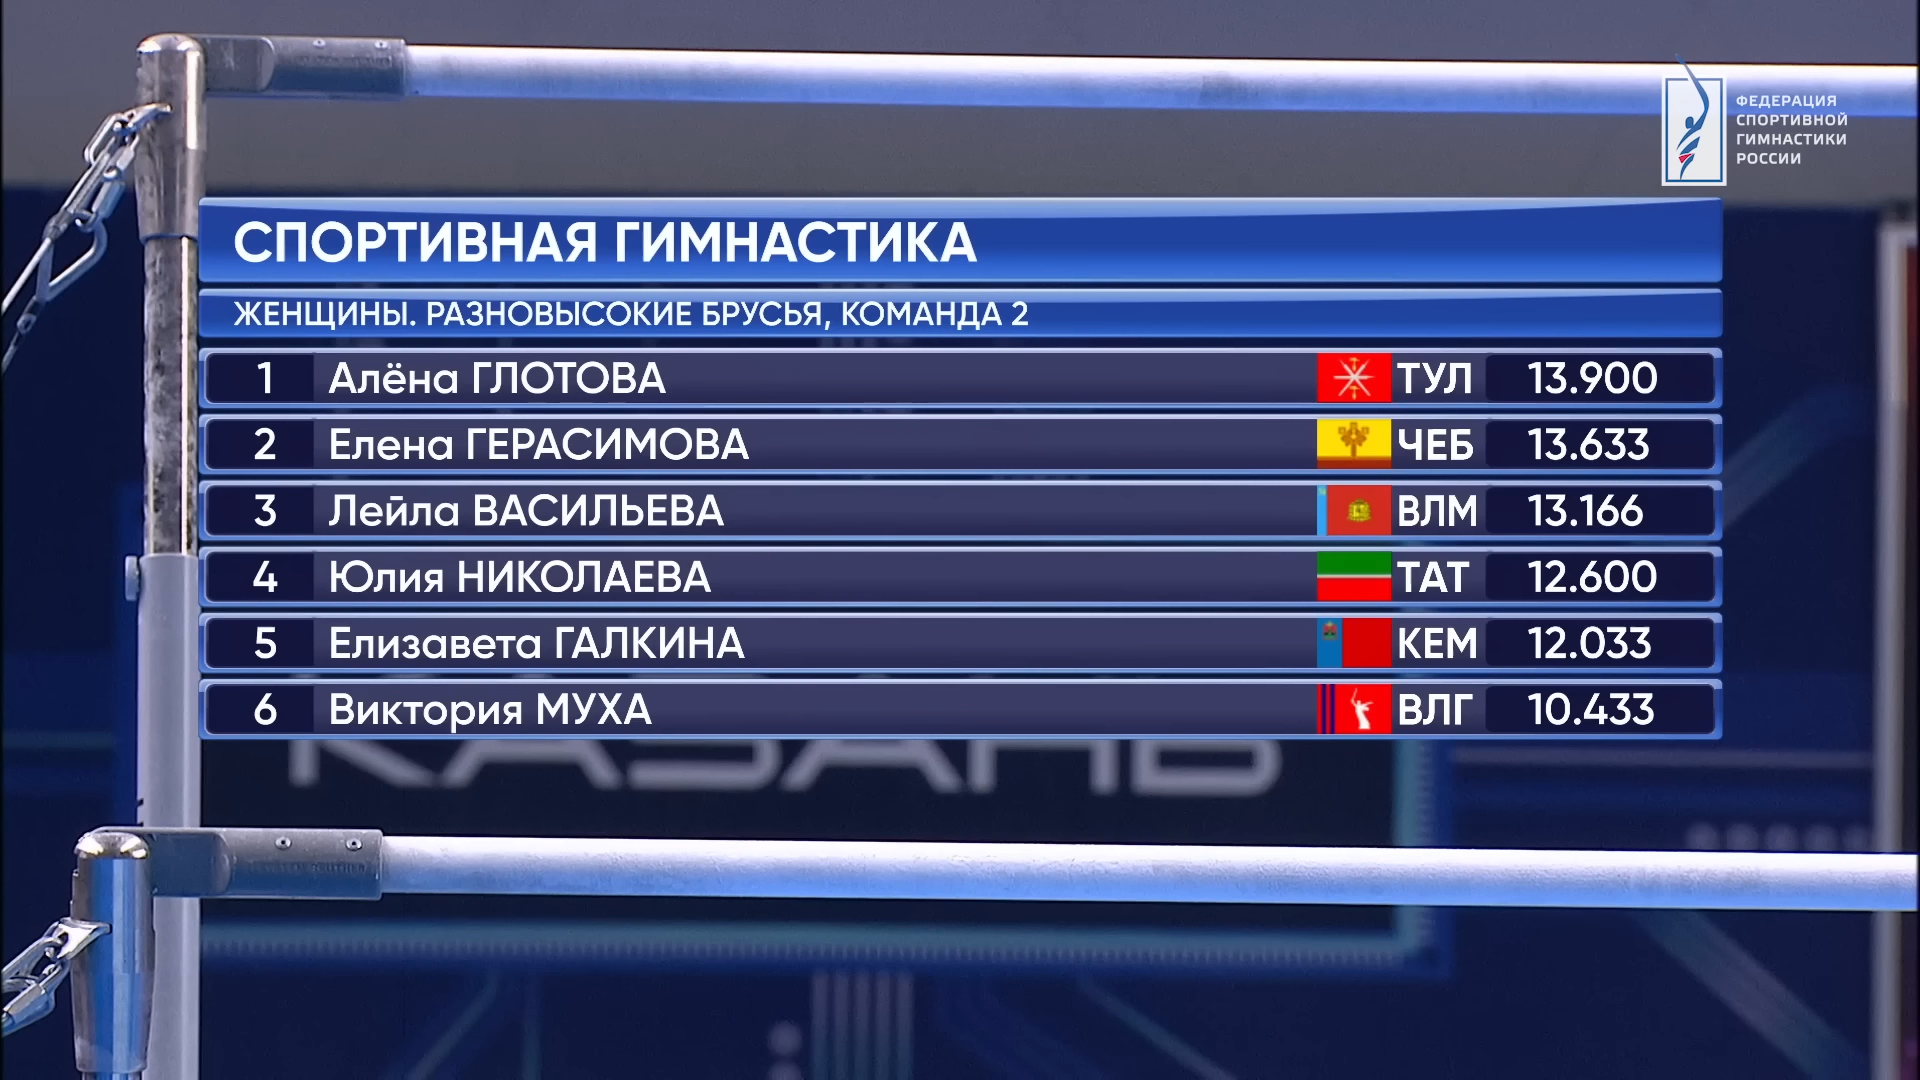 ФЕДЕРАЦИЯ
СПОРТИВНОЙ
ГИМНАСТИКИ
РОССИИ
СПОРТИВНАЯ ГИМНАСТИКА
ЖЕНЩИНЫ. РАЗНОВЫСОКИЕ БРУСЬЯ, КОМАНДА 2
1 Алёна ГЛОТОВА ТУЛ 13.900
2 Елена ГЕРАСИМОВА ЧЕБ 13.633
3 Лейла ВАСИЛЬЕВА ВЛМ 13.166
4 Юлия НИКОЛАЕВА ТАТ 12.600
5 Елизавета ГАЛКИНА КЕМ 12.033
6 Виктория МУХА ВЛГ 10.433
КАЗАНЬ